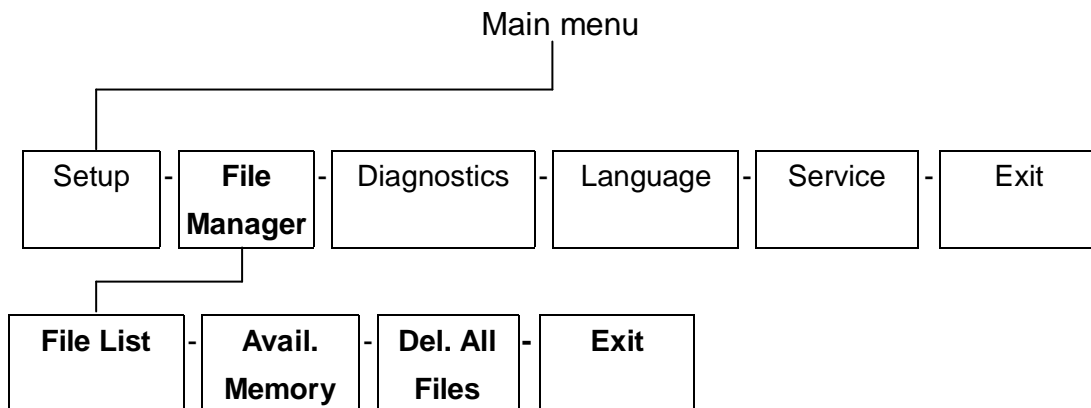 Main menu
Setup - File - Diagnostics - Language - Service - Exit
Manager
File List - Avail. - Del. All - Exit
Memory Files